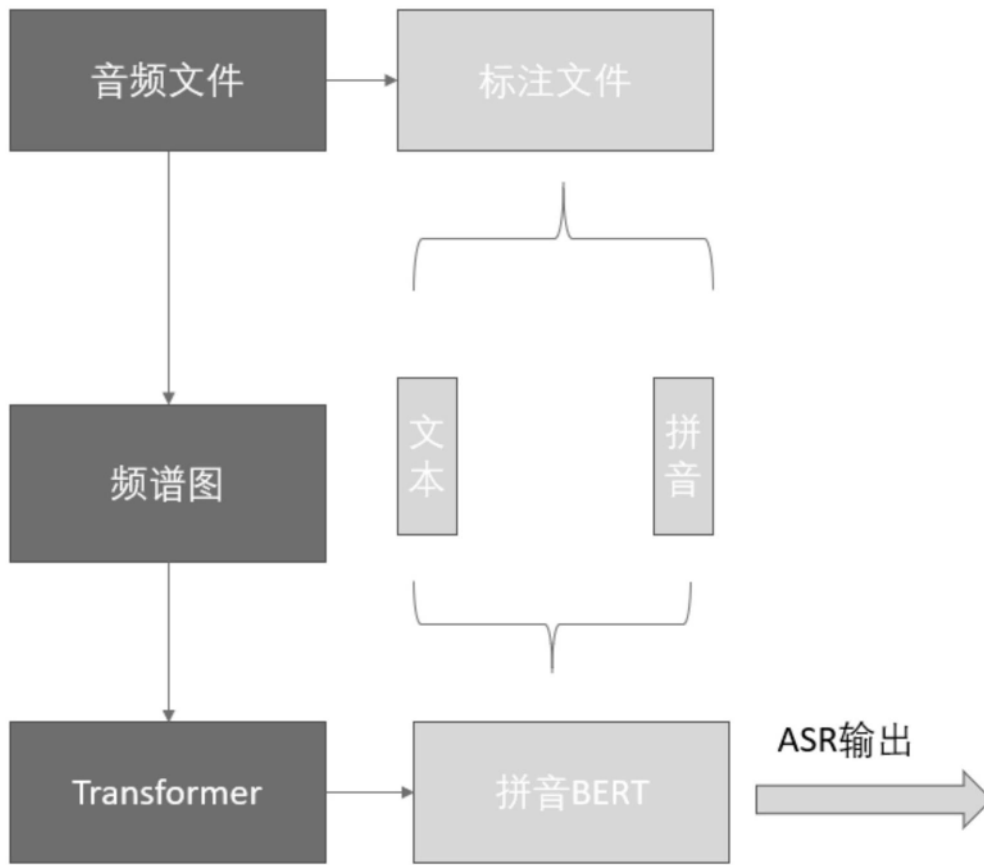 音频文件
标注文件
频谱图
文
本
拼
音
Transformer
拼音BERT
ASR输出